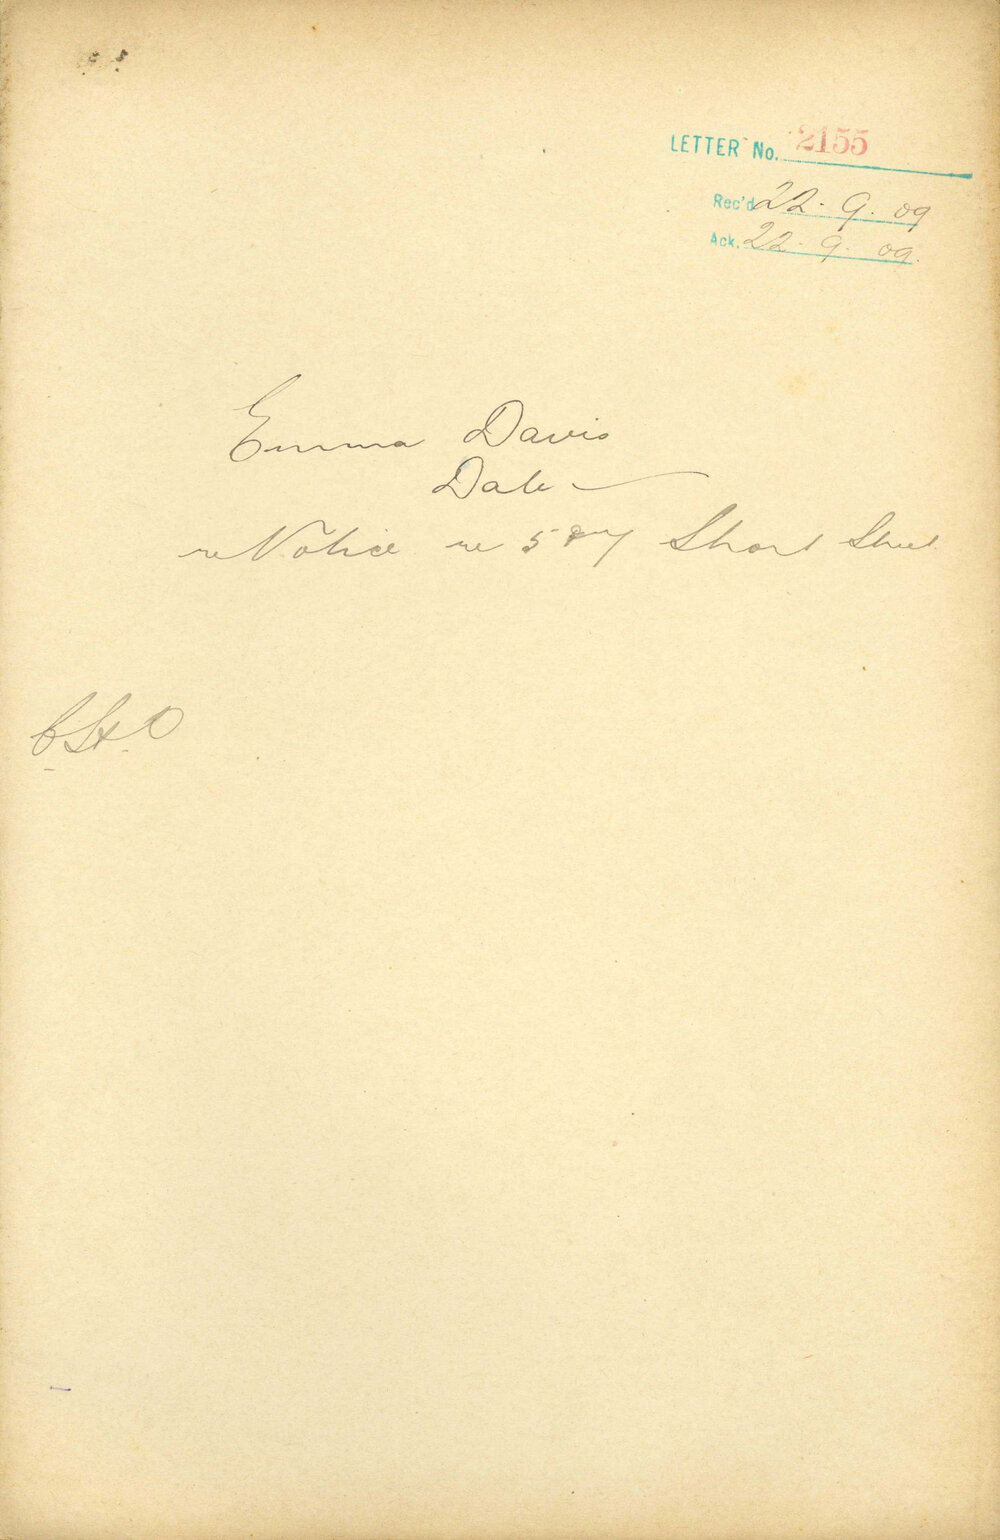 LETTER No. 2155
Rec'd 22. 9. 09
Ack. 22. 9. 09.
Emma Davis
Date
re Notice re 5 & 7 Short Street